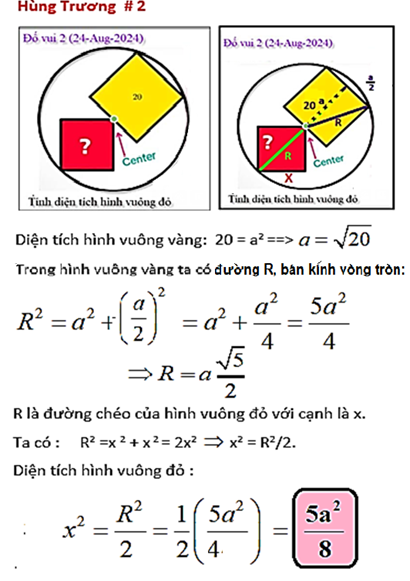 Hùng Trương # 2
Đố vui 2 (24-Aug-2024)
20
?
Center
Tính diện tích hình vuông đỏ
Đố vui 2 (24-Aug-2024)
a/2
20 a
R
?
R
Center
X
Tính diện tích hình vuông đỏ
Diện tích hình vuông vàng: 20 = a² ==> a = √20
Trong hình vuông vàng ta có đường R, bàn kính vòng tròn:
R² = a² + (a/2)² = a² + a²/4 = 5a²/4
⇒ R = a √5/2
R là đường chéo của hình vuông đỏ với cạnh là x.
Ta có : R² =x ² + x ² = 2x² ⇒ x² = R²/2.
Diện tích hình vuông đỏ :
: x² = R²/2 = 1/2 (5a²/4) = 5a²/8